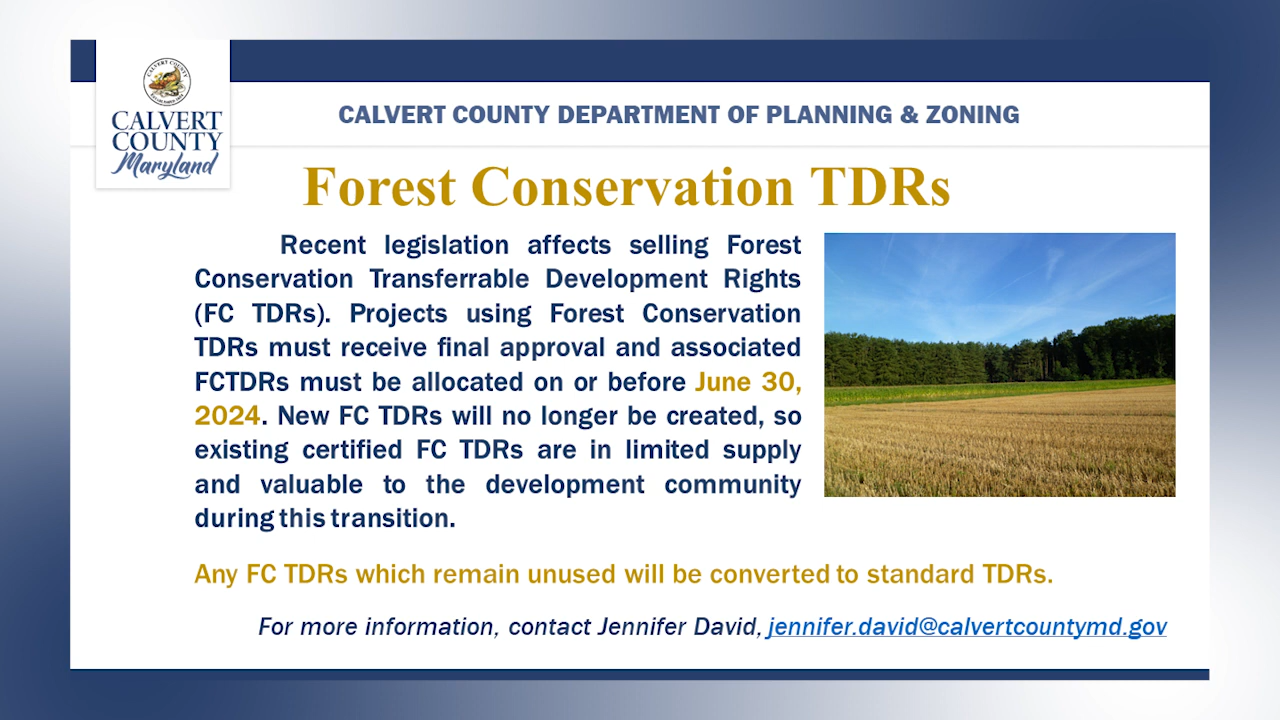 CALVERT COUNTY
CALVERT
COUNTY
Maryland
CALVERT COUNTY DEPARTMENT OF PLANNING & ZONING
Forest Conservation TDRs
Recent legislation affects selling Forest
Conservation Transferrable Development Rights
(FC TDRs). Projects using Forest Conservation
TDRs must receive final approval and associated
FCTDRs must be allocated on or before June 30,
2024. New FC TDRs will no longer be created, so
existing certified FC TDRs are in limited supply
and valuable to the development community
during this transition.
Any FC TDRs which remain unused will be converted to standard TDRs.
For more information, contact Jennifer David, jennifer.david@calvertcountymd.gov